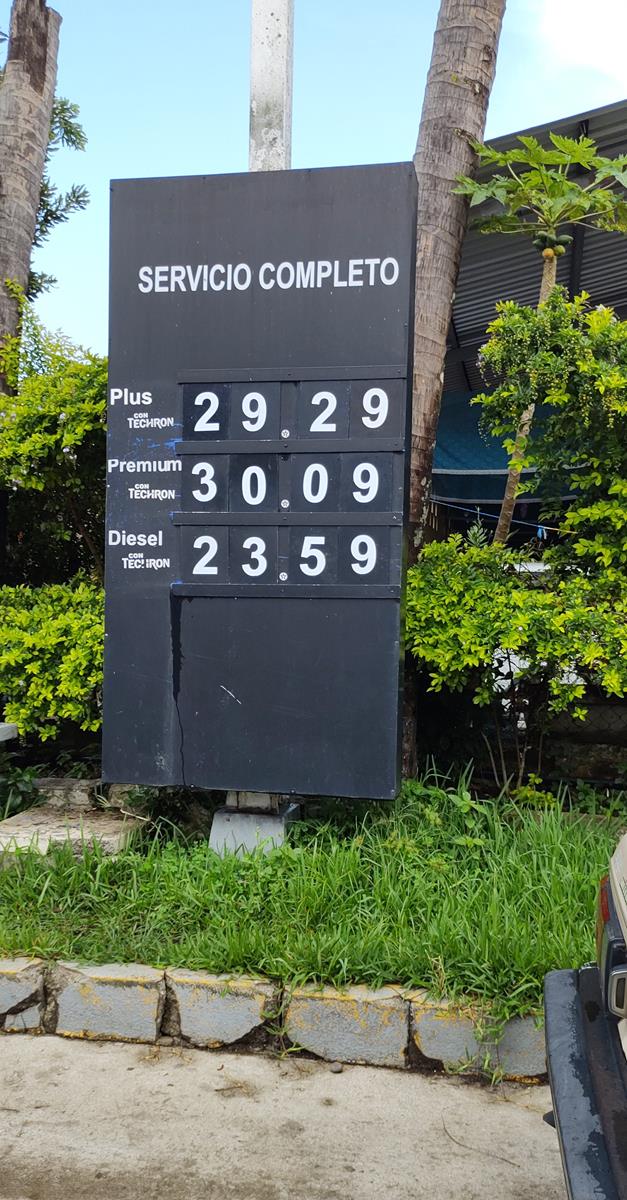 SERVICIO COMPLETO
Plus CON TECHRON 29.29
Premium CON TECHRON 30.09
Diesel CON TECHRON 23.59